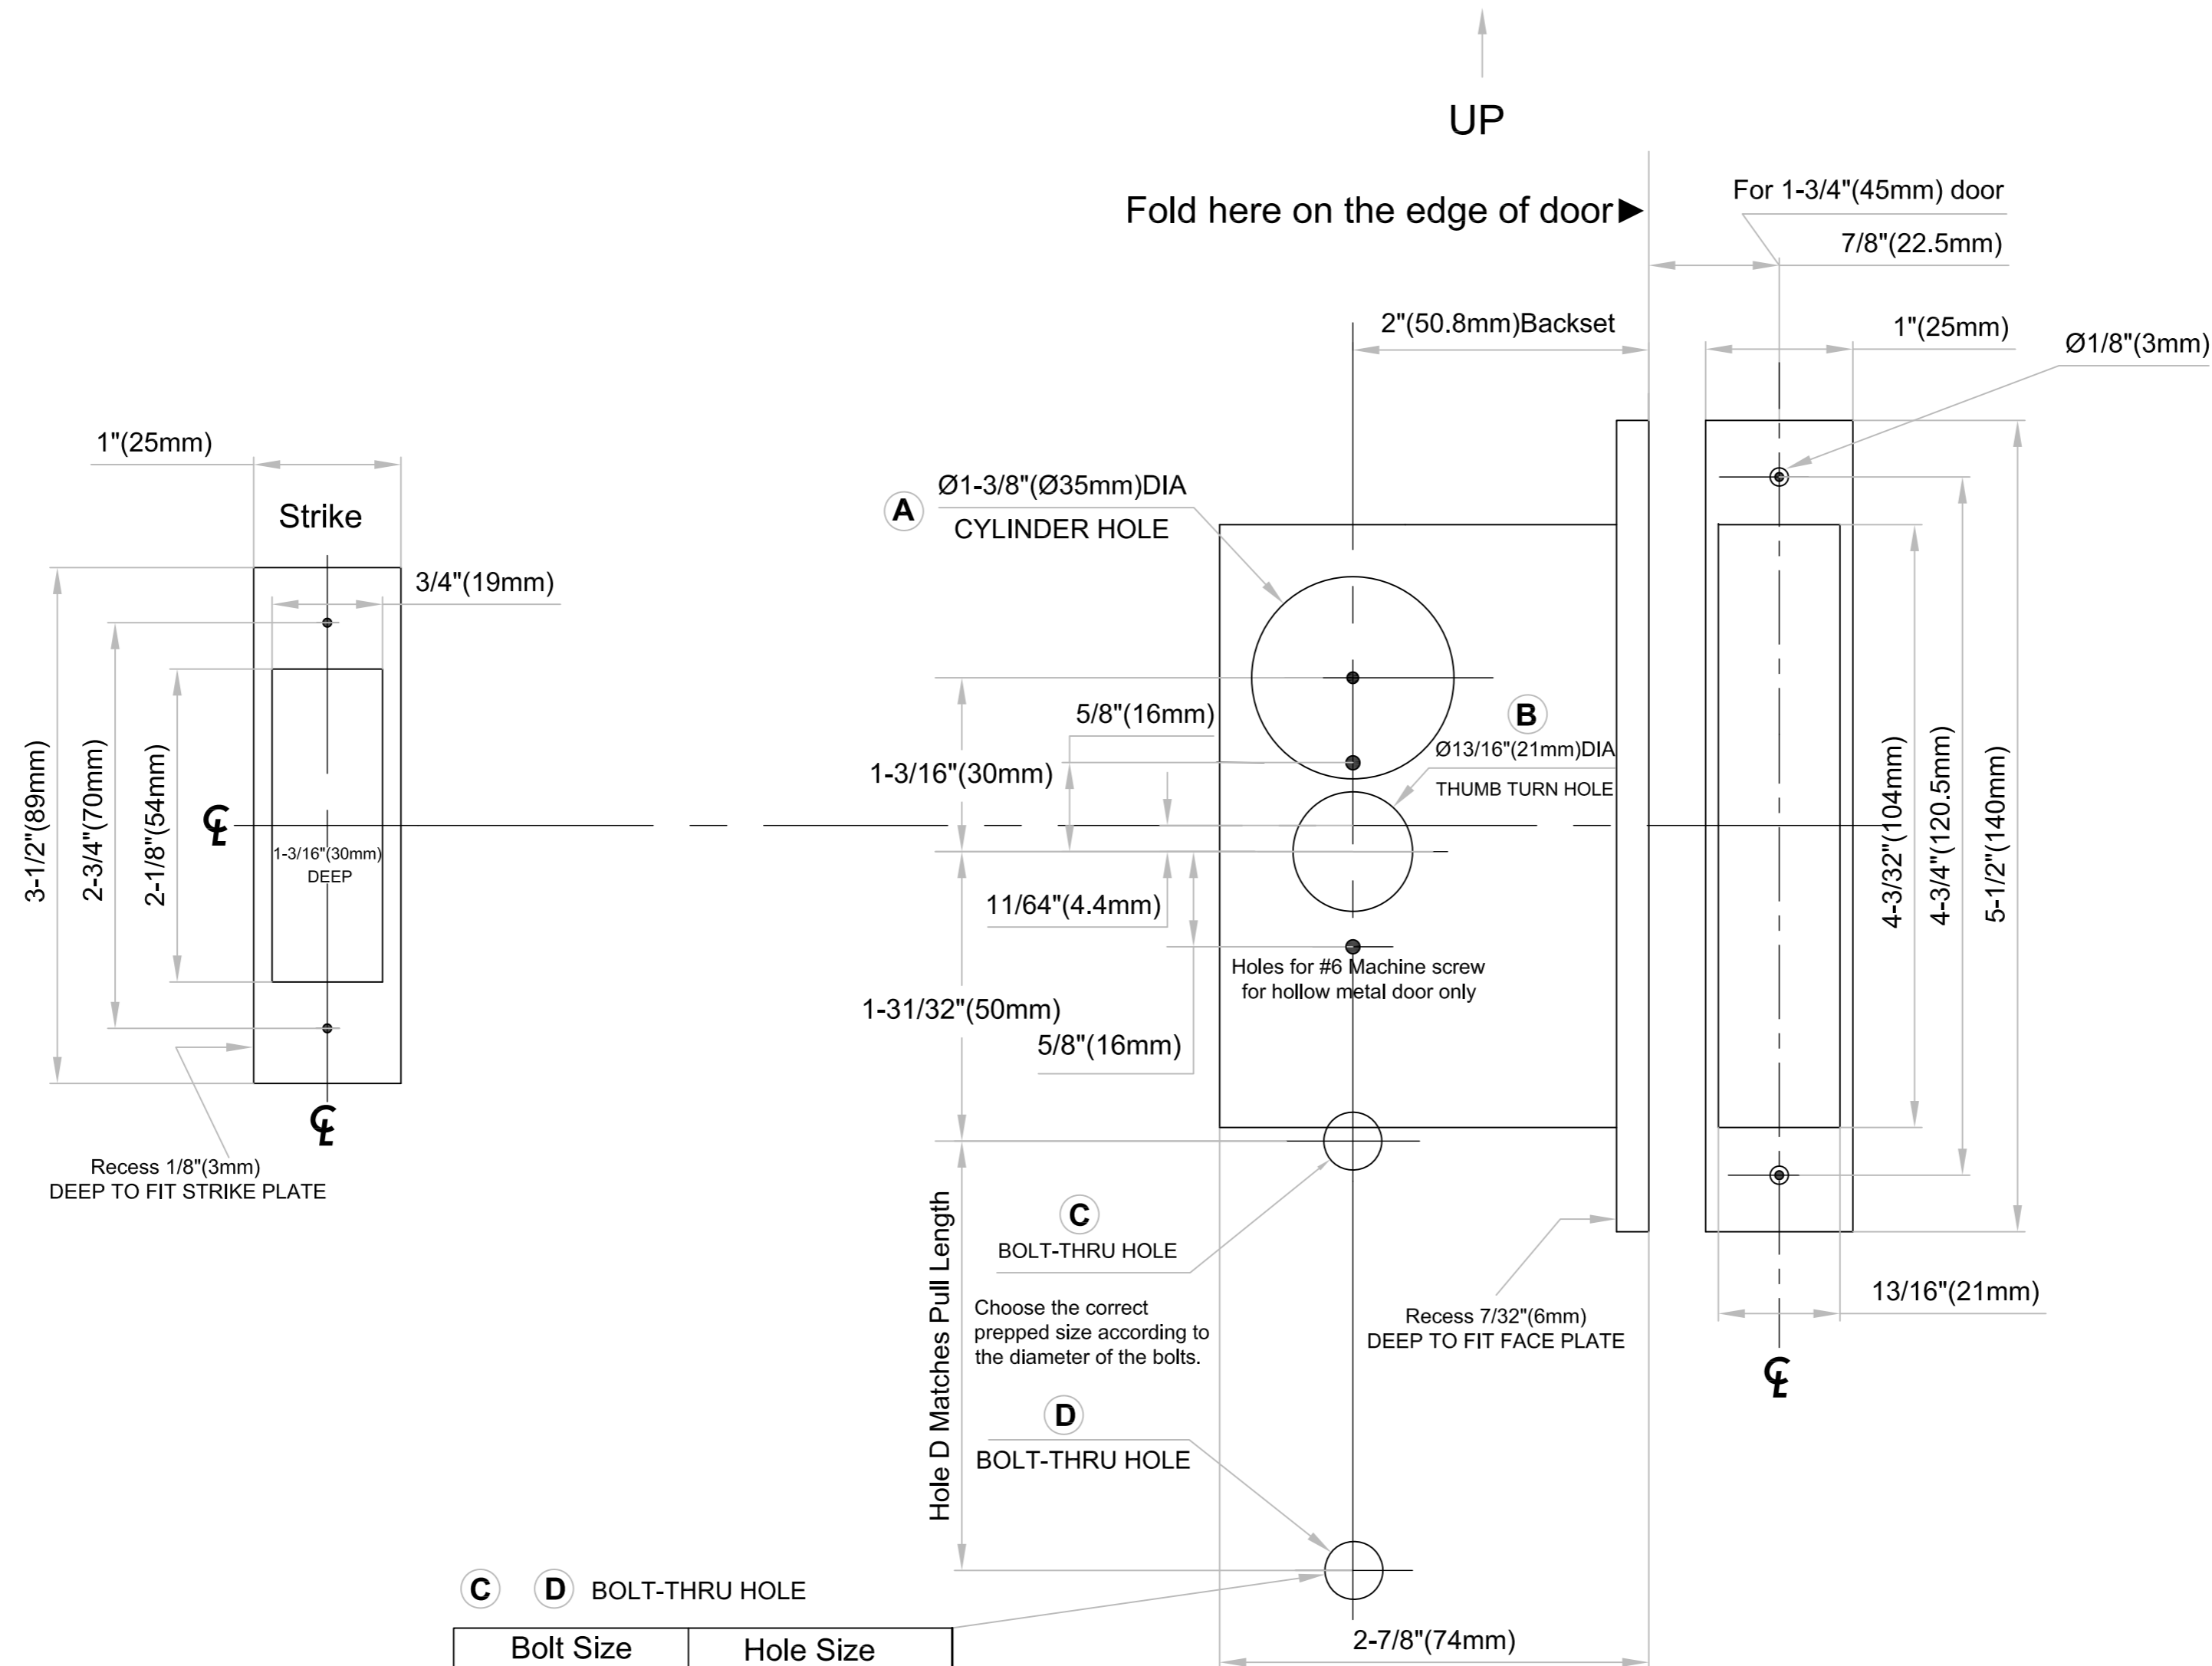 UP
Fold here on the edge of door
For 1-3/4"(45mm) door
7/8"(22.5mm)
2"(50.8mm)Backset
1"(25mm)
Ø1/8"(3mm)
1"(25mm)
Strike
3/4"(19mm)
A
Ø1-3/8"(Ø35mm)DIA
CYLINDER HOLE
5/8"(16mm)
B
Ø13/16"(21mm)DIA
THUMB TURN HOLE
1-3/16"(30mm)
3-1/2"(89mm)
2-3/4"(70mm)
2-1/8"(54mm)
℄
1-3/16"(30mm)
DEEP
11/64"(4.4mm)
4-3/32"(104mm)
4-3/4"(120.5mm)
5-1/2"(140mm)
Holes for #6 Machine screw
for hollow metal door only
1-31/32"(50mm)
5/8"(16mm)
℄
Recess 1/8"(3mm)
DEEP TO FIT STRIKE PLATE
C
BOLT-THRU HOLE
Choose the correct
prepped size according to
the diameter of the bolts.
Hole D Matches Pull Length
Recess 7/32"(6mm)
DEEP TO FIT FACE PLATE
13/16"(21mm)
℄
D
BOLT-THRU HOLE
C D BOLT-THRU HOLE
Bolt Size Hole Size
2-7/8"(74mm)